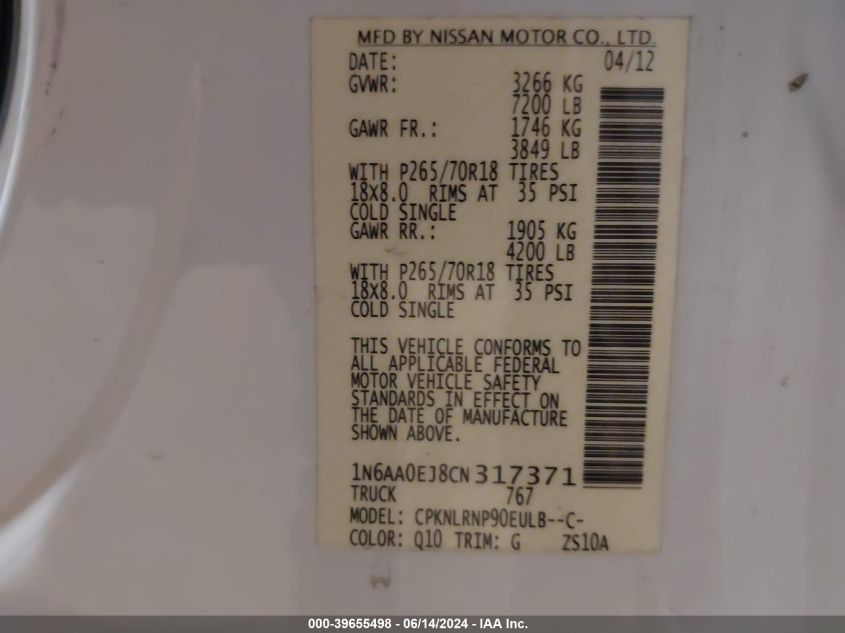 MFD BY NISSAN MOTOR CO., LTD.
DATE: 04/12
GVWR: 3266 KG
7200 LB
GAWR FR.: 1746 KG
3849 LB
WITH P265/70R18 TIRES
18X8.0 RIMS AT 35 PSI
COLD SINGLE
GAWR RR.: 1905 KG
4200 LB
WITH P265/70R18 TIRES
18X8.0 RIMS AT 35 PSI
COLD SINGLE
THIS VEHICLE CONFORMS TO
ALL APPLICABLE FEDERAL
MOTOR VEHICLE SAFETY
STANDARDS IN EFFECT ON
THE DATE OF MANUFACTURE
SHOWN ABOVE.
1N6AA0EJ8CN317371
TRUCK 767
MODEL: CPKNLRNP90EULB--C-
COLOR: Q10 TRIM: G ZS10A
000-39655498 - 06/14/2024 - IAA Inc.